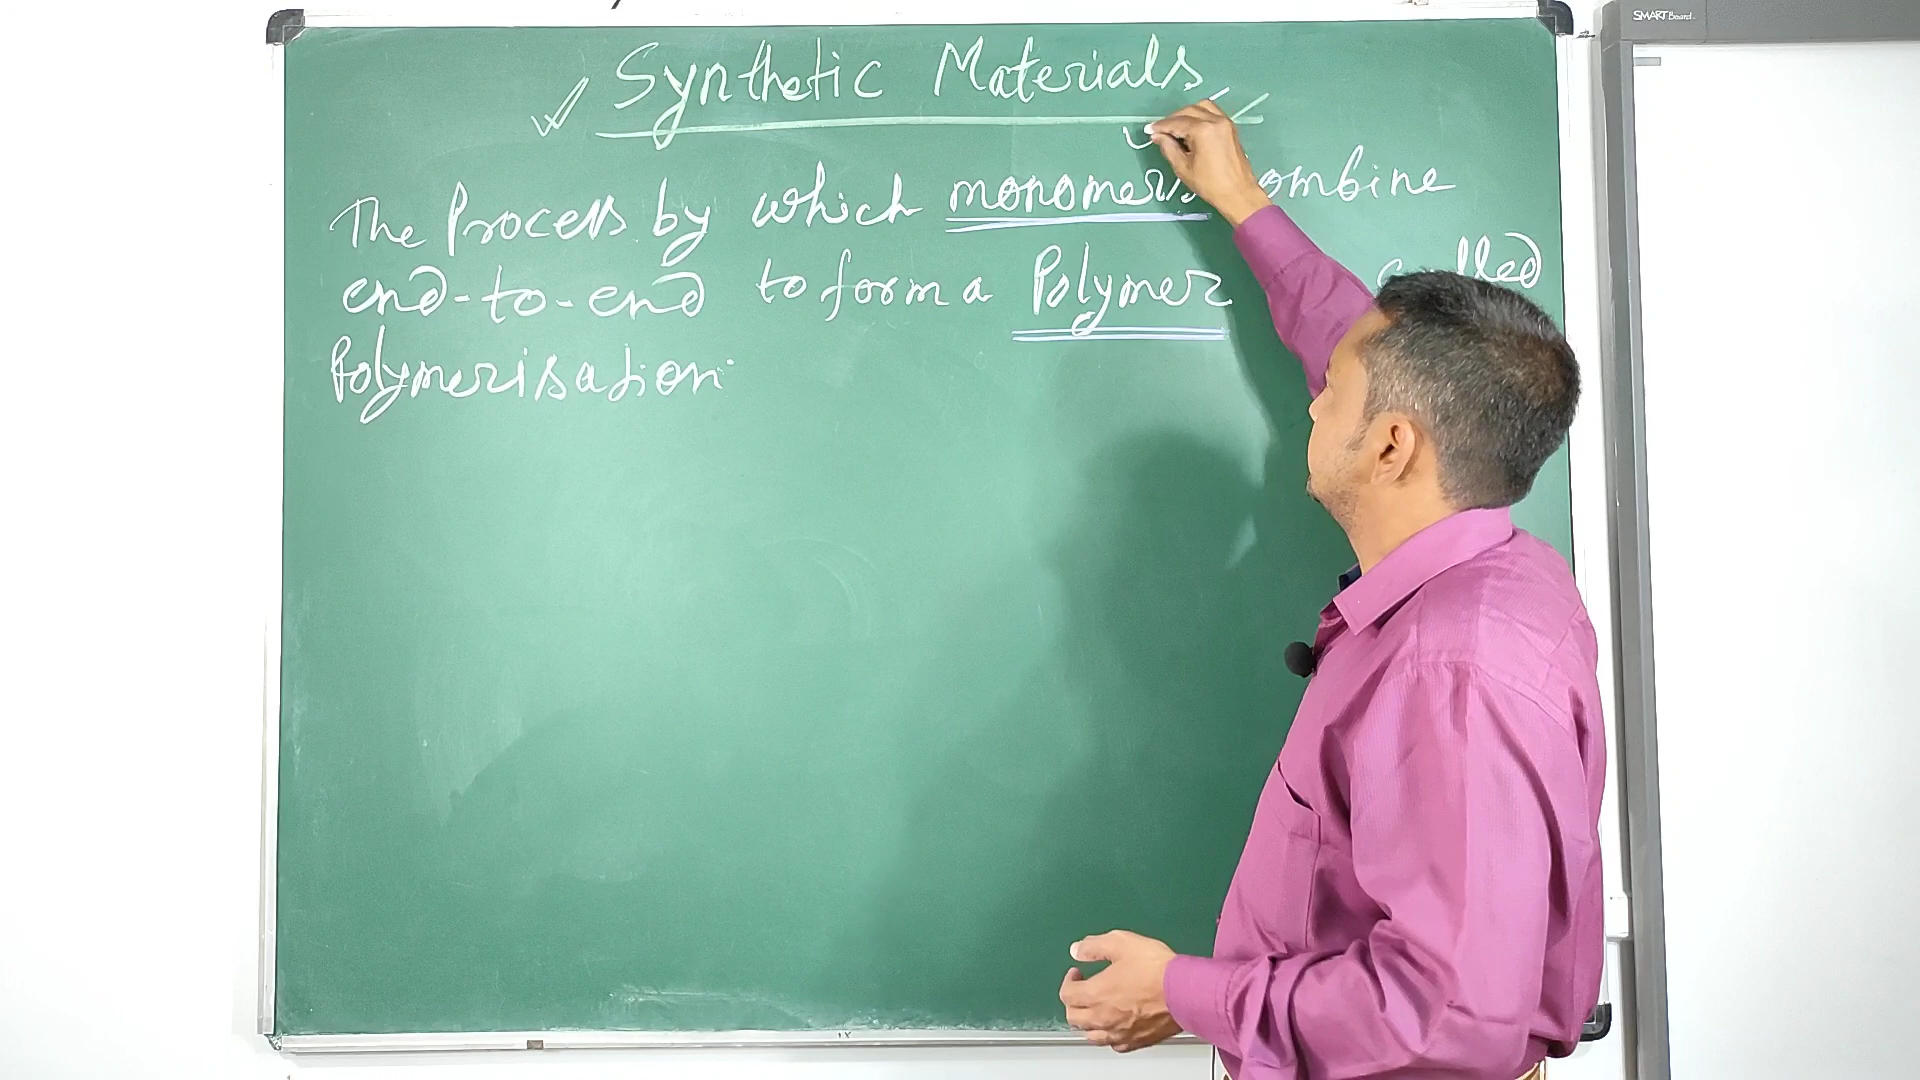 Synthetic Materials
The Process by which monomers combine
end-to-end to form a Polymer called
Polymerisation
SMART Board